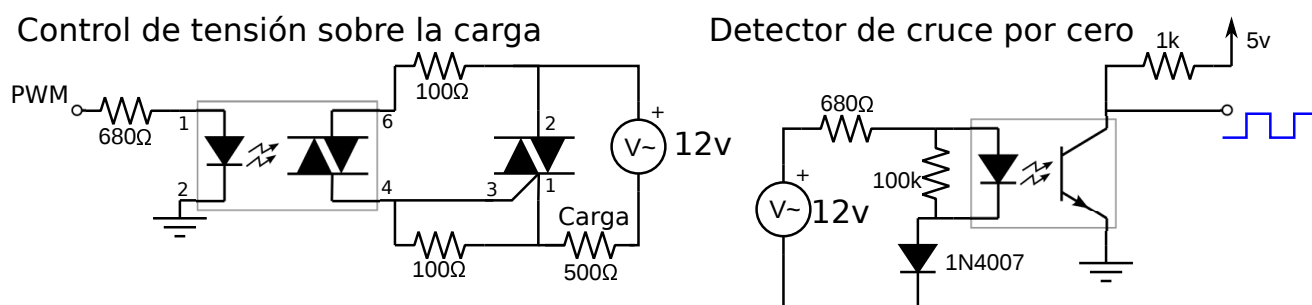 Control de tensión sobre la carga
PWM
680Ω
1
2
6
4
100Ω
100Ω
2
3
1
+
V~
12v
Carga
500Ω
Detector de cruce por cero
1k
5v
680Ω
100k
+
V~
12v
1N4007